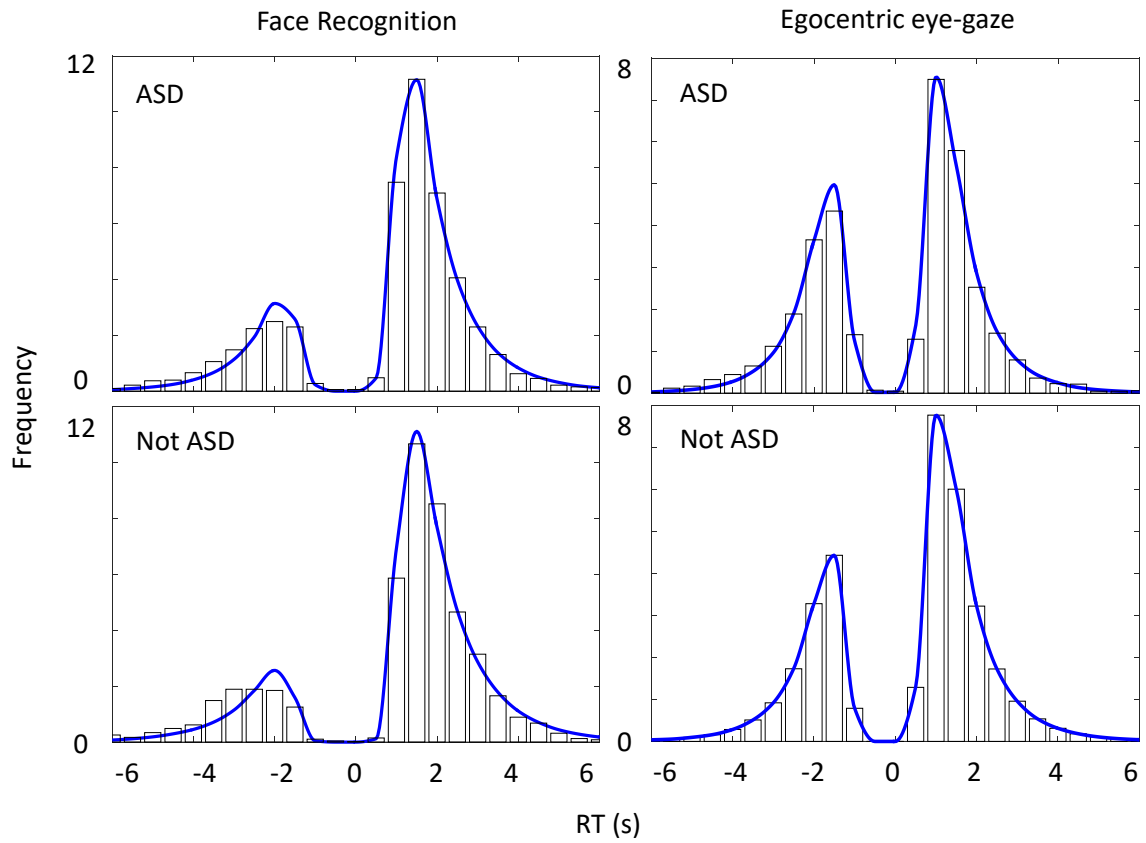 Face Recognition
Egocentric eye-gaze
12
ASD
0
8
ASD
0
Frequency
12
Not ASD
0
8
Not ASD
0
-6 -4 -2 0 2 4 6
-6 -4 -2 0 2 4 6
RT (s)